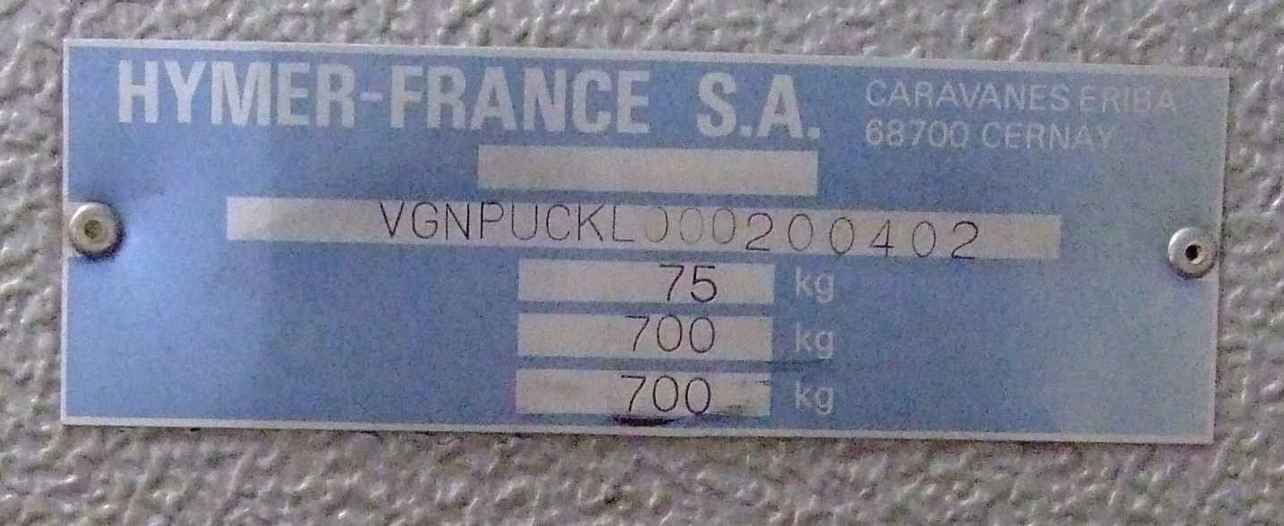 HYMER-FRANCE S.A.
CARAVANES ERIBA
68700 CERNAY
VGNPUCKL000200402
75 kg
700 kg
700 kg